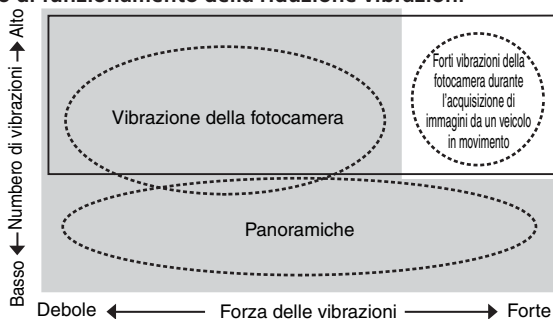 di funzionamento della riduzione vibrazioni
Alto
Numbero di vibrazioni
Basso
Vibrazione della fotocamera
Forti vibrazioni della
fotocamera durante
l'acquisizione di
immagini da un veicolo
in movimento
Panoramiche
Debole
Forza delle vibrazioni
Forte